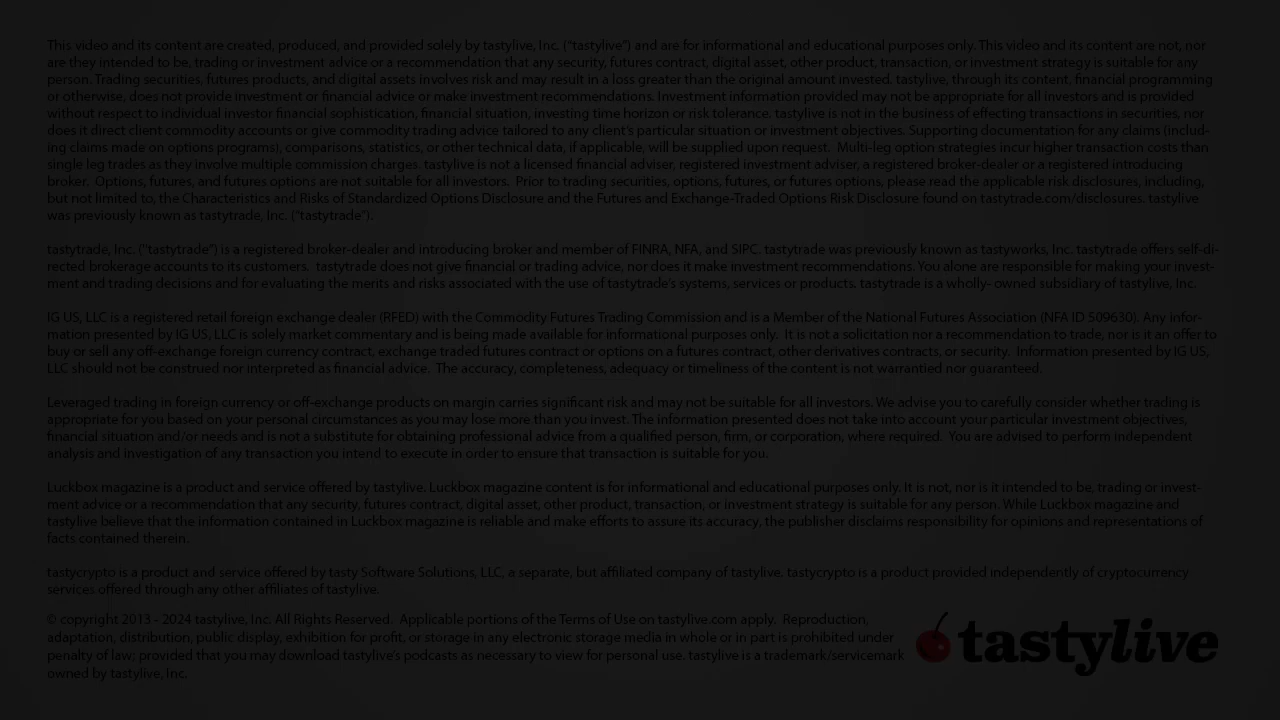 This video and its content are created, produced, and provided solely by tastylive, Inc. (“tastylive”) and are for informational and educational purposes only. This video and its content are not, nor
are they intended to be, trading or investment advice or a recommendation that any security, futures contract, digital asset, other product, transaction, or investment strategy is suitable for any
person. Trading securities, futures products, and digital assets involves risk and may result in a loss greater than the original amount invested. tastylive, through its content, financial programming
or otherwise, does not provide investment or financial advice or make investment recommendations. Investment information provided may not be appropriate for all investors and is provided
without respect to individual investor financial sophistication, financial situation, investing time horizon or risk tolerance. tastylive is not in the business of effecting transactions in securities, nor
does it direct client commodity accounts or give commodity trading advice tailored to any client’s particular situation or investment objectives. Supporting documentation for any claims (includ-
ing claims made on options programs), comparisons, statistics, or other technical data, if applicable, will be supplied upon request.  Multi-leg option strategies incur higher transaction costs than
single leg trades as they involve multiple commission charges. tastylive is not a licensed financial adviser, registered investment adviser, a registered broker-dealer or a registered introducing
broker.  Options, futures, and futures options are not suitable for all investors.  Prior to trading securities, options, futures, or futures options, please read the applicable risk disclosures, including,
but not limited to, the Characteristics and Risks of Standardized Options Disclosure and the Futures and Exchange-Traded Options Risk Disclosure found on tastytrade.com/disclosures. tastylive
was previously known as tastytrade, Inc. (“tastytrade”).
tastytrade, Inc. (“tastytrade”) is a registered broker-dealer and introducing broker and member of FINRA, NFA, and SIPC. tastytrade was previously known as tastyworks, Inc. tastytrade offers self-di-
rected brokerage accounts to its customers.  tastytrade does not give financial or trading advice, nor does it make investment recommendations. You alone are responsible for making your invest-
ment and trading decisions and for evaluating the merits and risks associated with the use of tastytrade’s systems, services or products. tastytrade is a wholly- owned subsidiary of tastylive, Inc.
IG US, LLC is a registered retail foreign exchange dealer (RFED) with the Commodity Futures Trading Commission and is a Member of the National Futures Association (NFA ID 509630). Any infor-
mation presented by IG US, LLC is solely market commentary and is being made available for informational purposes only.  It is not a solicitation nor a recommendation to trade, nor is it an offer to
buy or sell any off-exchange foreign currency contract, exchange traded futures contract or options on a futures contract, other derivatives contracts, or security.  Information presented by IG US,
LLC should not be construed nor interpreted as financial advice.  The accuracy, completeness, adequacy or timeliness of the content is not warrantied nor guaranteed.
Leveraged trading in foreign currency or off-exchange products on margin carries significant risk and may not be suitable for all investors. We advise you to carefully consider whether trading is
appropriate for you based on your personal circumstances as you may lose more than you invest. The information presented does not take into account your particular investment objectives,
financial situation and/or needs and is not a substitute for obtaining professional advice from a qualified person, firm, or corporation, where required.  You are advised to perform independent
analysis and investigation of any transaction you intend to execute in order to ensure that transaction is suitable for you.
Luckbox magazine is a product and service offered by tastylive. Luckbox magazine content is for informational and educational purposes only. It is not, nor is it intended to be, trading or invest-
ment advice or a recommendation that any security, futures contract, digital asset, other product, transaction, or investment strategy is suitable for any person. While Luckbox magazine and
tastylive believe that the information contained in Luckbox magazine is reliable and make efforts to assure its accuracy, the publisher disclaims responsibility for opinions and representations of
facts contained therein.
tastycrypto is a product and service offered by tasty Software Solutions, LLC, a separate, but affiliated company of tastylive. tastycrypto is a product provided independently of cryptocurrency
services offered through any other affiliates of tastylive.
© copyright 2013 - 2024 tastylive, Inc. All Rights Reserved.  Applicable portions of the Terms of Use on tastylive.com apply.  Reproduction,
adaptation, distribution, public display, exhibition for profit, or storage in any electronic storage media in whole or in part is prohibited under
penalty of law; provided that you may download tastylive’s podcasts as necessary to view for personal use. tastylive is a trademark/servicemark
owned by tastylive, Inc.
tastylive